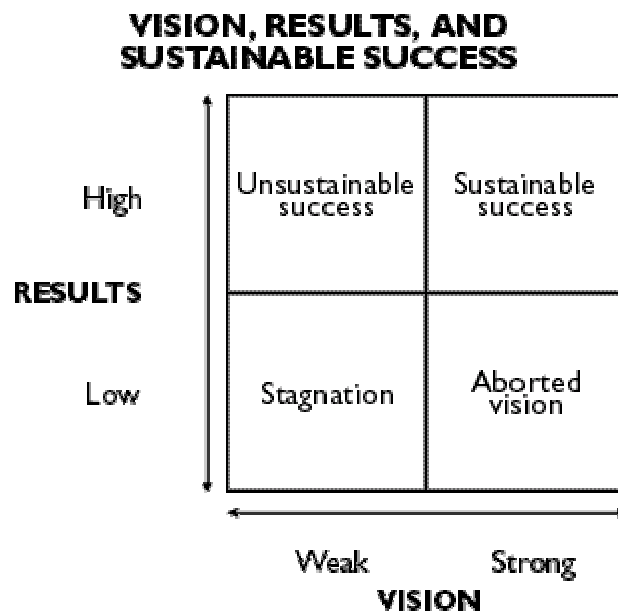 VISION, RESULTS, AND
SUSTAINABLE SUCCESS
High
Unsustainable
success
Sustainable
success
RESULTS
Low
Stagnation
Aborted
vision
Weak
Strong
VISION